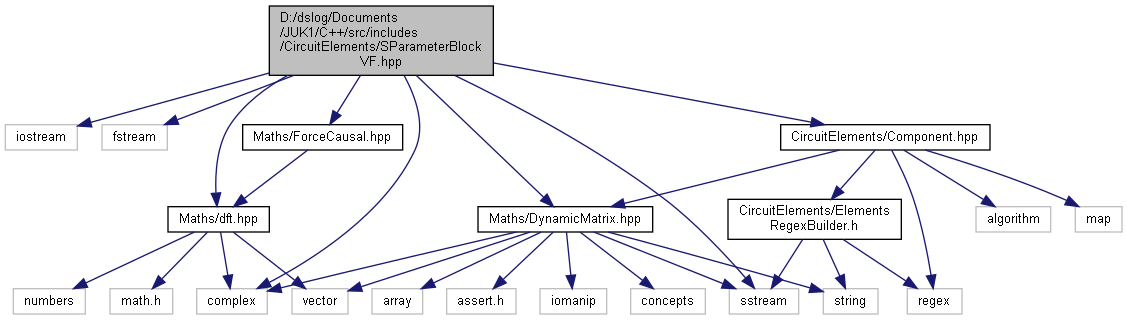 D:/dslog/Documents
/JUK1/C++/src/includes
/CircuitElements/SParameterBlock
VF.hpp
iostream
fstream
Maths/ForceCausal.hpp
CircuitElements/Component.hpp
Maths/dft.hpp
Maths/DynamicMatrix.hpp
CircuitElements/Elements
RegexBuilder.h
algorithm
map
numbers
math.h
complex
vector
array
assert.h
iomanip
concepts
sstream
string
regex